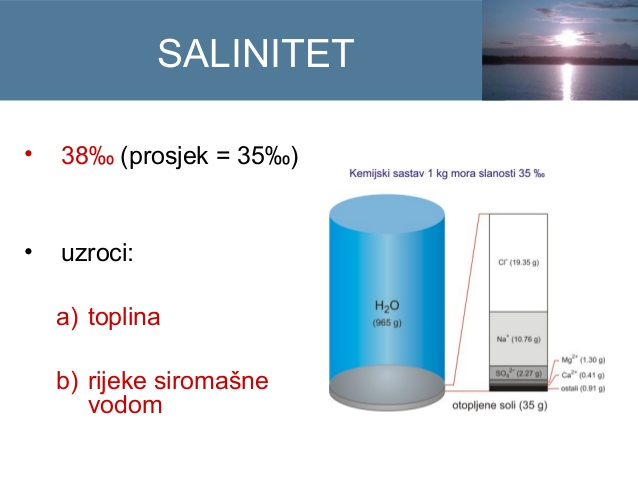 SALINITET
• 38‰ (prosjek = 35‰)
• uzroci:
a) toplina
b) rijeke siromašne
vodom
Kemijski sastav 1 kg mora slanosti 35 ‰
H₂O
(965 g)
Cl⁻ (19.35 g)
Na⁺ (10.76 g)
SO₄²⁻ (2.27 g)
Mg²⁺ (1.30 g)
Ca²⁺ (0.41 g)
ostali (0.91 g)
otopljene soli (35 g)